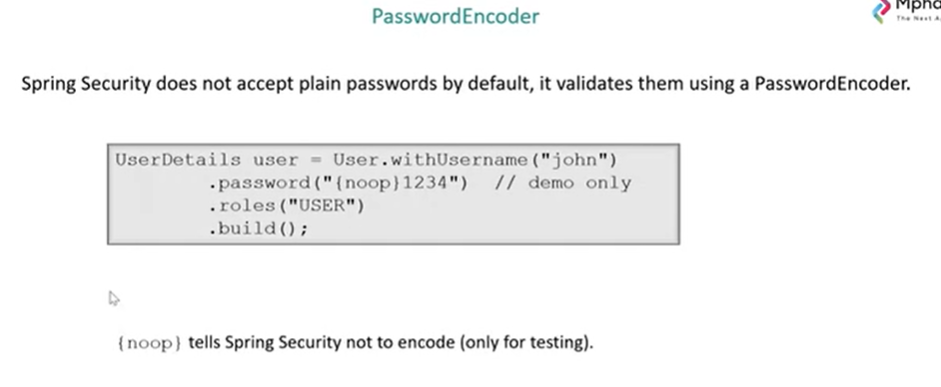 PasswordEncoder
The Next A
Spring Security does not accept plain passwords by default, it validates them using a PasswordEncoder.
UserDetails user = User.withUsername("john")
.password("{noop}1234")  // demo only
.roles("USER")
.build();
{noop} tells Spring Security not to encode (only for testing).